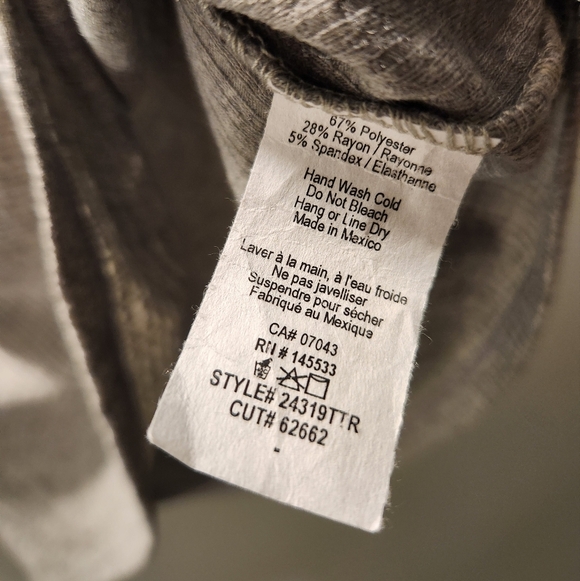 67% Polyester
28% Rayon / Rayonne
5% Spandex / Elasthanne
Hand Wash Cold
Do Not Bleach
Hang or Line Dry
Made in Mexico
Laver à la main, à l'eau froide
Ne pas javelliser
Suspendre pour sécher
Fabriqué au Mexique
CA# 07043
RN # 145533
STYLE# 24319TTR
CUT# 62662
-